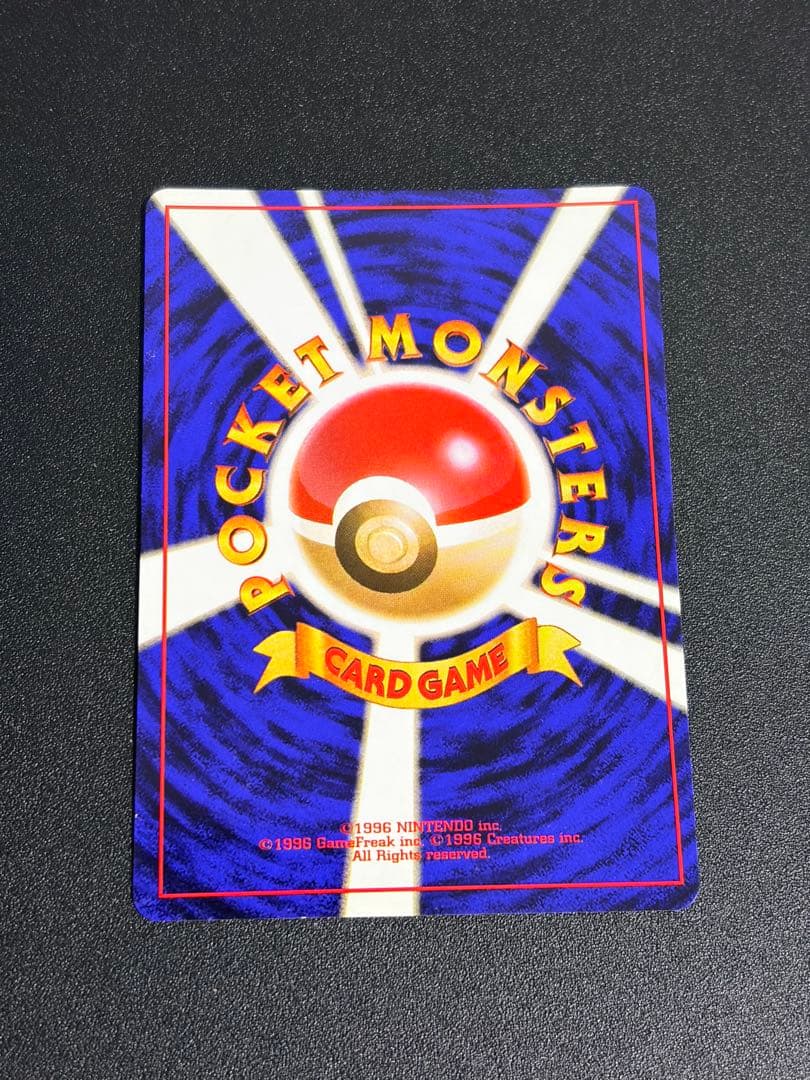 POCKET MONSTERS
CARD GAME
©1996 NINTENDO inc.
©1996 GameFreak inc. ©1996 Creatures inc.
All Rights reserved.